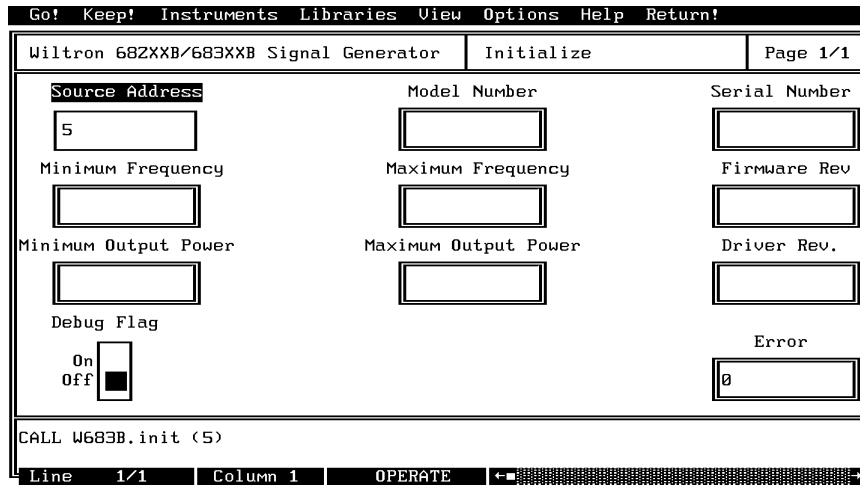 Go! Keep! Instruments Libraries View Options Help Return!
Wiltron 682XXB/683XXB Signal Generator Initialize Page 1/1
Source Address Model Number Serial Number
5
Minimum Frequency Maximum Frequency Firmware Rev
Minimum Output Power Maximum Output Power Driver Rev.
Debug Flag
Error
On
Off 0
CALL W683B.init (5)
Line 1/1 Column 1 OPERATE